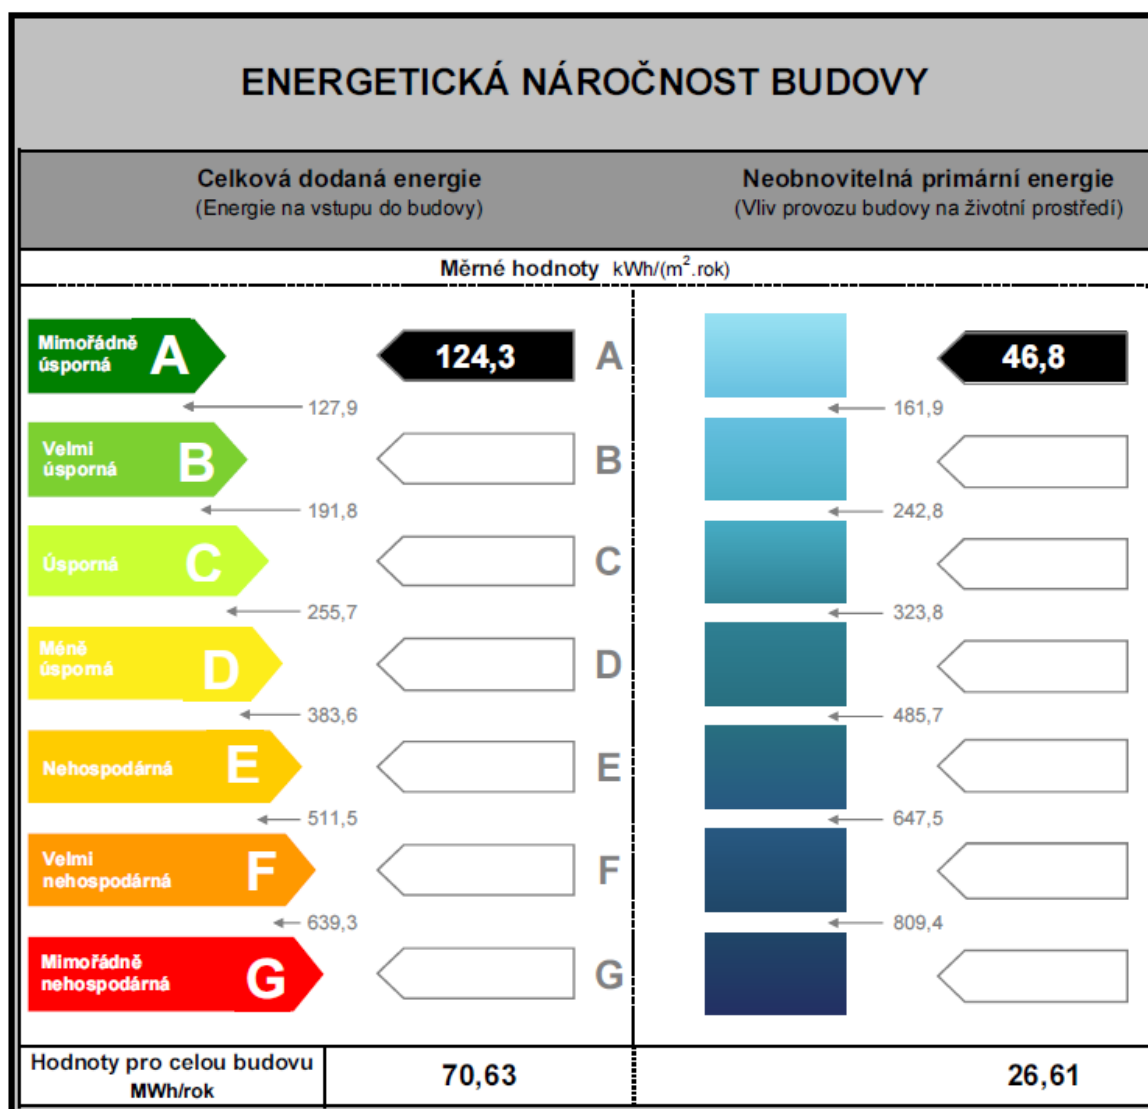 ENERGETICKÁ NÁROČNOST BUDOVY
Celková dodaná energie
(Energie na vstupu do budovy)
Neobnovitelná primární energie
(Vliv provozu budovy na životní prostředí)
Měrné hodnoty kWh/(m².rok)
Mimořádně
úsporná
A
124,3
A
46,8
127,9
161,9
Velmi
úsporná
B
B
191,8
242,8
Úsporná
C
C
255,7
323,8
Méně
úsporná
D
D
383,6
485,7
Nehospodárná
E
E
511,5
647,5
Velmi
nehospodárná
F
F
639,3
809,4
Mimořádně
nehospodárná
G
G
Hodnoty pro celou budovu
MWh/rok
70,63
26,61